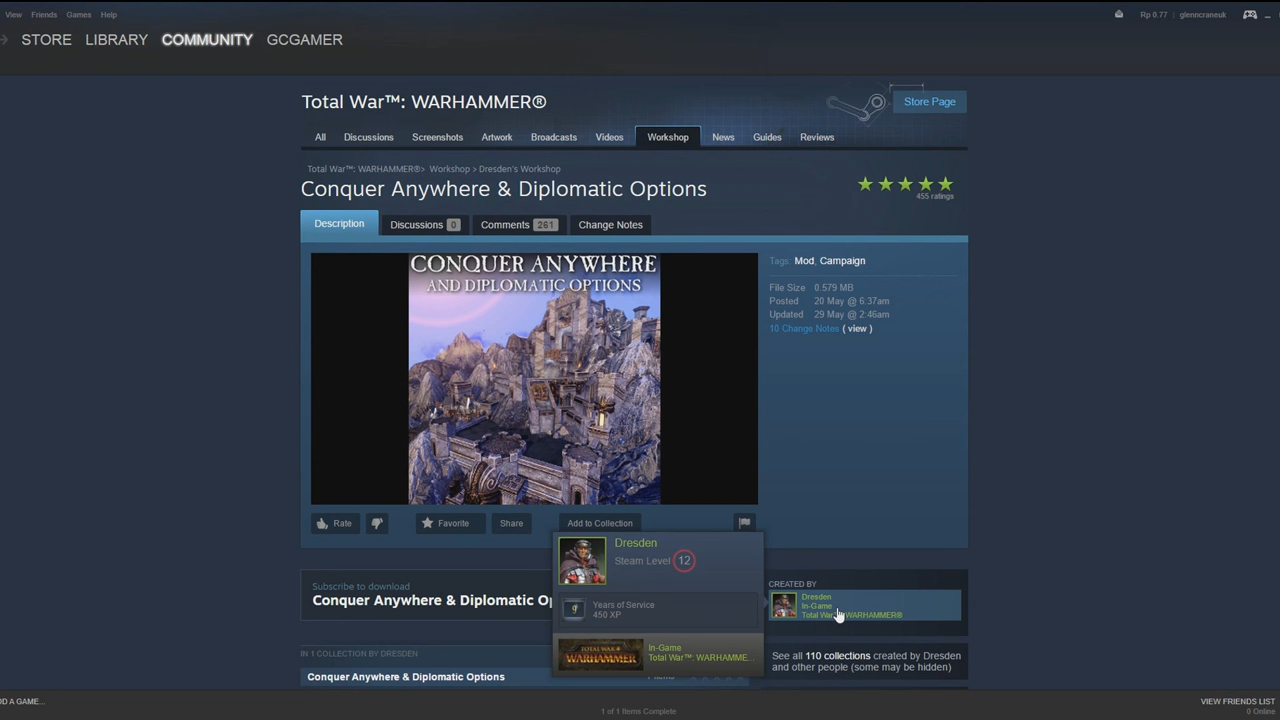 View Friends Games Help
Rp 0.77 glenncraneuk
STORE LIBRARY COMMUNITY GCGAMER
Total War™: WARHAMMER®
Store Page
All Discussions Screenshots Artwork Broadcasts Videos Workshop News Guides Reviews
Total War™: WARHAMMER® > Workshop > Dresden's Workshop
Conquer Anywhere & Diplomatic Options
455 ratings
Description Discussions 0 Comments 261 Change Notes
CONQUER ANYWHERE
AND DIPLOMATIC OPTIONS
Tags: Mod, Campaign
File Size 0.579 MB
Posted 20 May @ 6:37am
Updated 29 May @ 2:46am
10 Change Notes ( view )
Rate Favorite Share Add to Collection
Dresden
Steam Level 12
9 Years of Service
450 XP
In-Game
Total War™: WARHAMME...
Subscribe to download
Conquer Anywhere & Diplomatic Op
CREATED BY
Dresden
In-Game
Total War WARHAMMER®
See all 110 collections created by Dresden
and other people (some may be hidden)
IN 1 COLLECTION BY DRESDEN
Conquer Anywhere & Diplomatic Options
DD A GAME...
1 of 1 Items Complete
VIEW FRIENDS LIST
0 Online